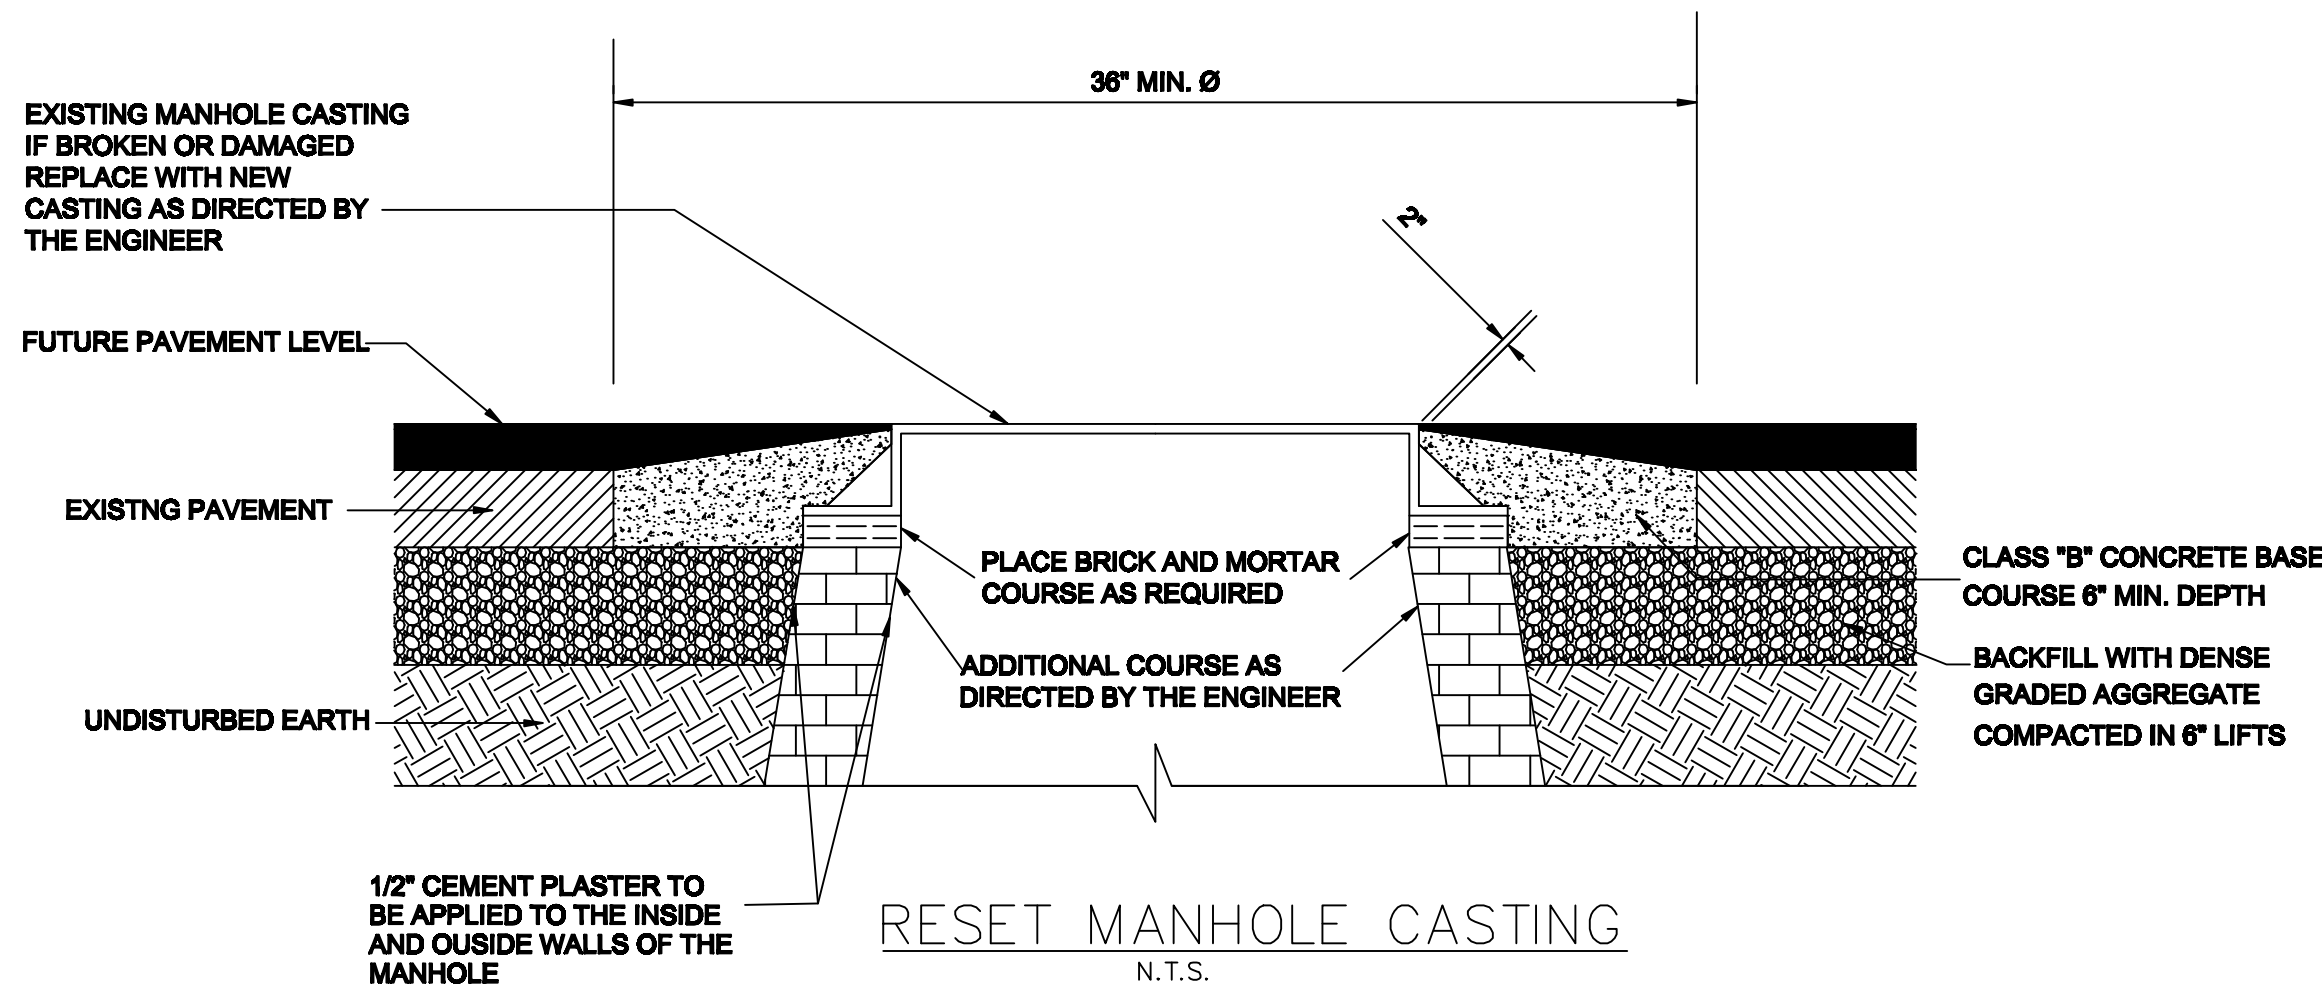 36" MIN. Ø
EXISTING MANHOLE CASTING
IF BROKEN OR DAMAGED
REPLACE WITH NEW
CASTING AS DIRECTED BY
THE ENGINEER
2"
FUTURE PAVEMENT LEVEL
EXISTNG PAVEMENT
UNDISTURBED EARTH
PLACE BRICK AND MORTAR
COURSE AS REQUIRED
ADDITIONAL COURSE AS
DIRECTED BY THE ENGINEER
CLASS "B" CONCRETE BASE
COURSE 6" MIN. DEPTH
BACKFILL WITH DENSE
GRADED AGGREGATE
COMPACTED IN 6" LIFTS
1/2" CEMENT PLASTER TO
BE APPLIED TO THE INSIDE
AND OUSIDE WALLS OF THE
MANHOLE
RESET MANHOLE CASTING
N.T.S.